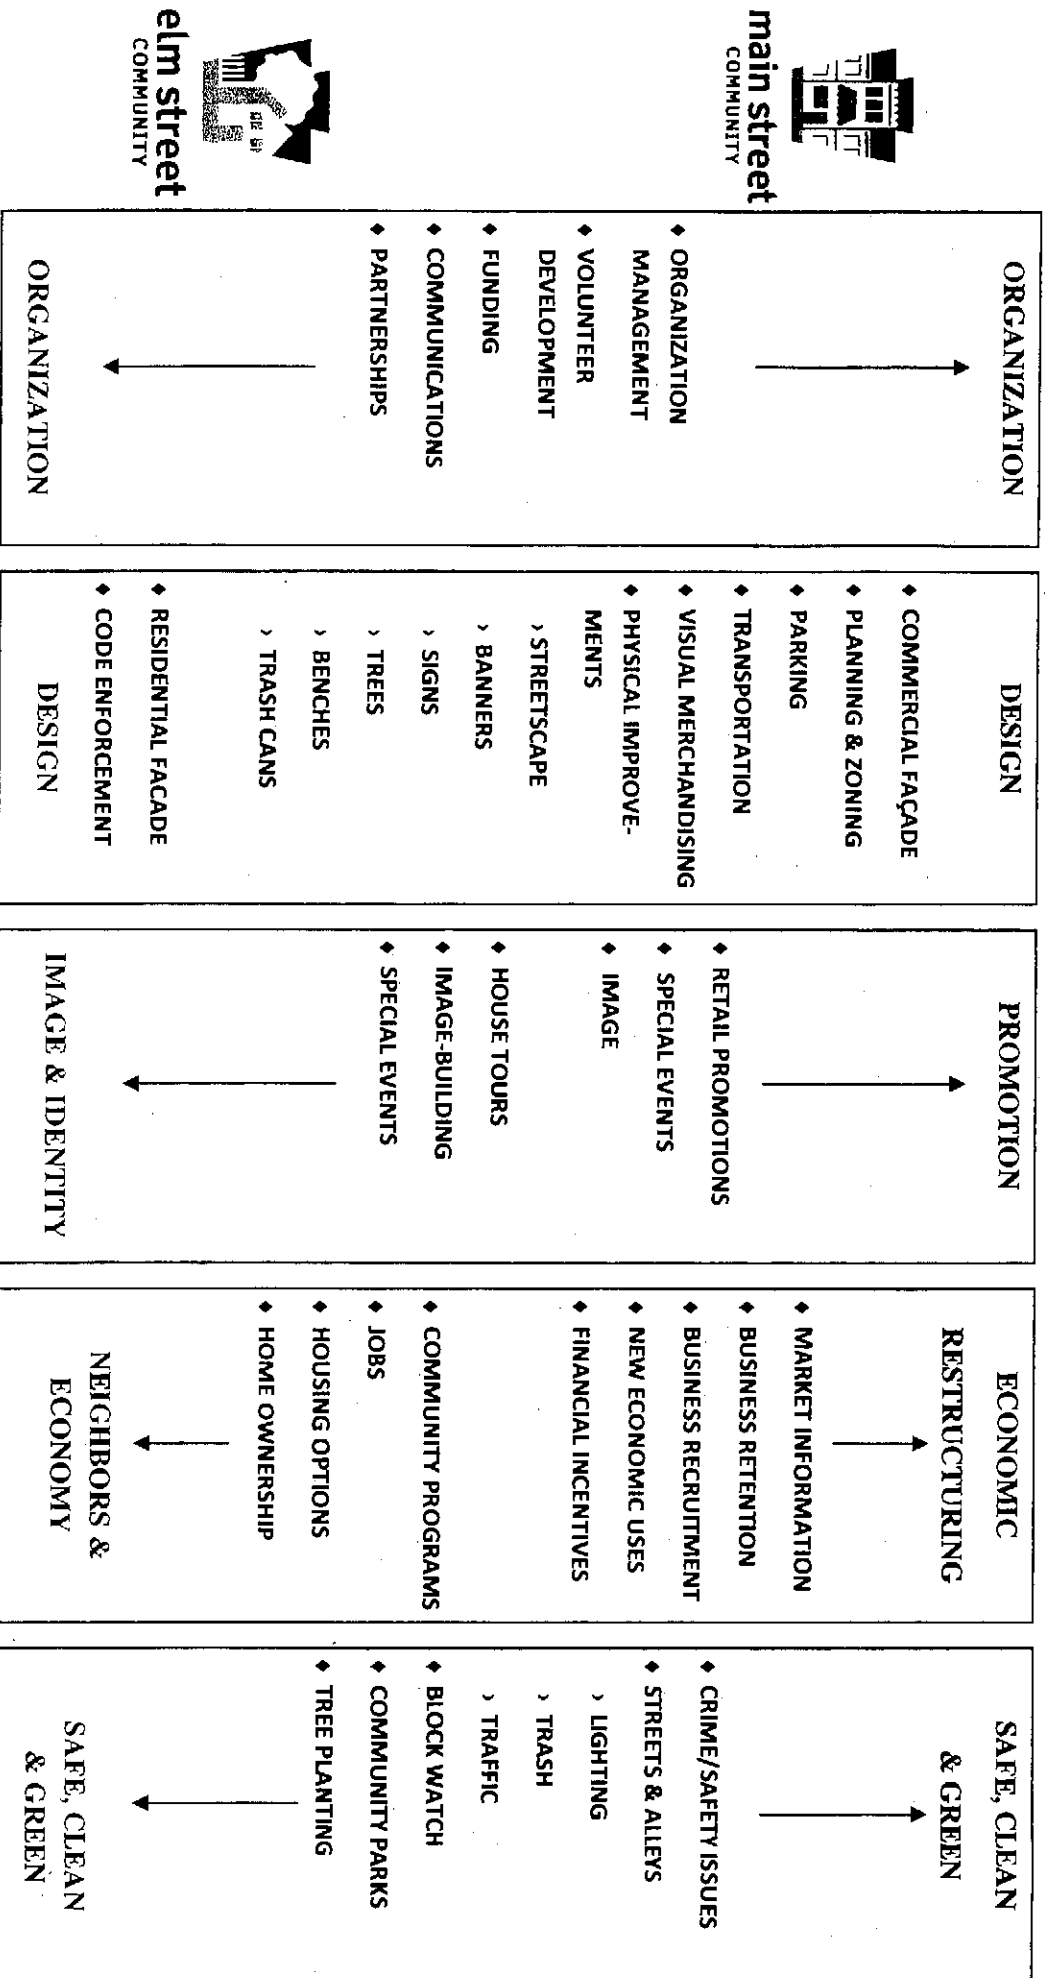 main street
COMMUNITY
elm street
COMMUNITY
ORGANIZATION
♦ ORGANIZATION
MANAGEMENT
♦ VOLUNTEER
DEVELOPMENT
♦ FUNDING
♦ COMMUNICATIONS
♦ PARTNERSHIPS
ORGANIZATION
DESIGN
♦ COMMERCIAL FAÇADE
♦ PLANNING & ZONING
♦ PARKING
♦ TRANSPORTATION
♦ VISUAL MERCHANDISING
♦ PHYSICAL IMPROVE-
MENTS
› STREETSCAPE
› BANNERS
› SIGNS
› TREES
› BENCHES
› TRASH CANS
♦ RESIDENTIAL FACADE
♦ CODE ENFORCEMENT
DESIGN
PROMOTION
♦ RETAIL PROMOTIONS
♦ SPECIAL EVENTS
♦ IMAGE
♦ HOUSE TOURS
♦ IMAGE-BUILDING
♦ SPECIAL EVENTS
IMAGE & IDENTITY
ECONOMIC
RESTRUCTURING
♦ MARKET INFORMATION
♦ BUSINESS RETENTION
♦ BUSINESS RECRUITMENT
♦ NEW ECONOMIC USES
♦ FINANCIAL INCENTIVES
♦ COMMUNITY PROGRAMS
♦ JOBS
♦ HOUSING OPTIONS
♦ HOME OWNERSHIP
NEIGHBORS &
ECONOMY
SAFE, CLEAN
& GREEN
♦ CRIME/SAFETY ISSUES
♦ STREETS & ALLEYS
› LIGHTING
› TRASH
› TRAFFIC
♦ BLOCK WATCH
♦ COMMUNITY PARKS
♦ TREE PLANTING
SAFE, CLEAN
& GREEN